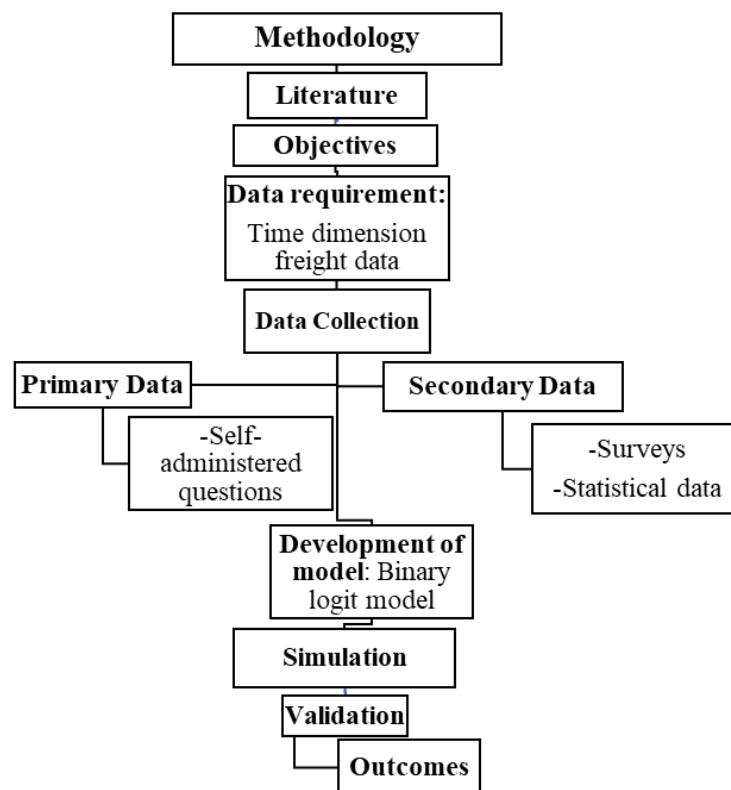 Methodology
Literature
Objectives
Data requirement:
Time dimension
freight data
Data Collection
Primary Data
-Self-
administered
questions
Secondary Data
-Surveys
-Statistical data
Development of
model: Binary
logit model
Simulation
Validation
Outcomes